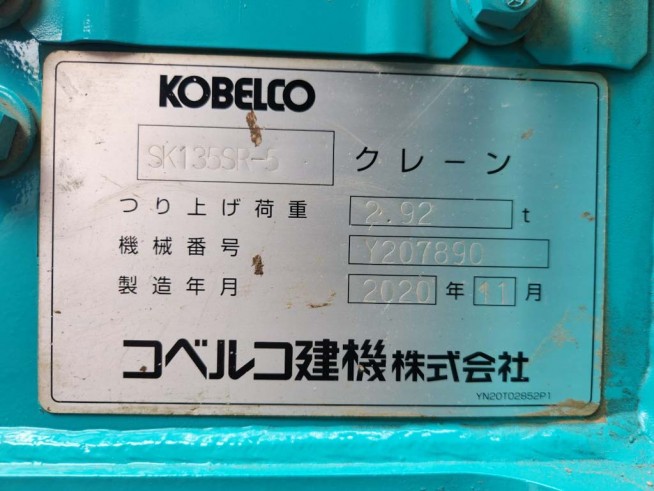 KOBELCO
SK135SR-5 クレーン
つり上げ荷重 2.92 t
機械番号 Y207890
製造年月 2020 年 11 月
コベルコ建機株式会社
YN20T02852P1